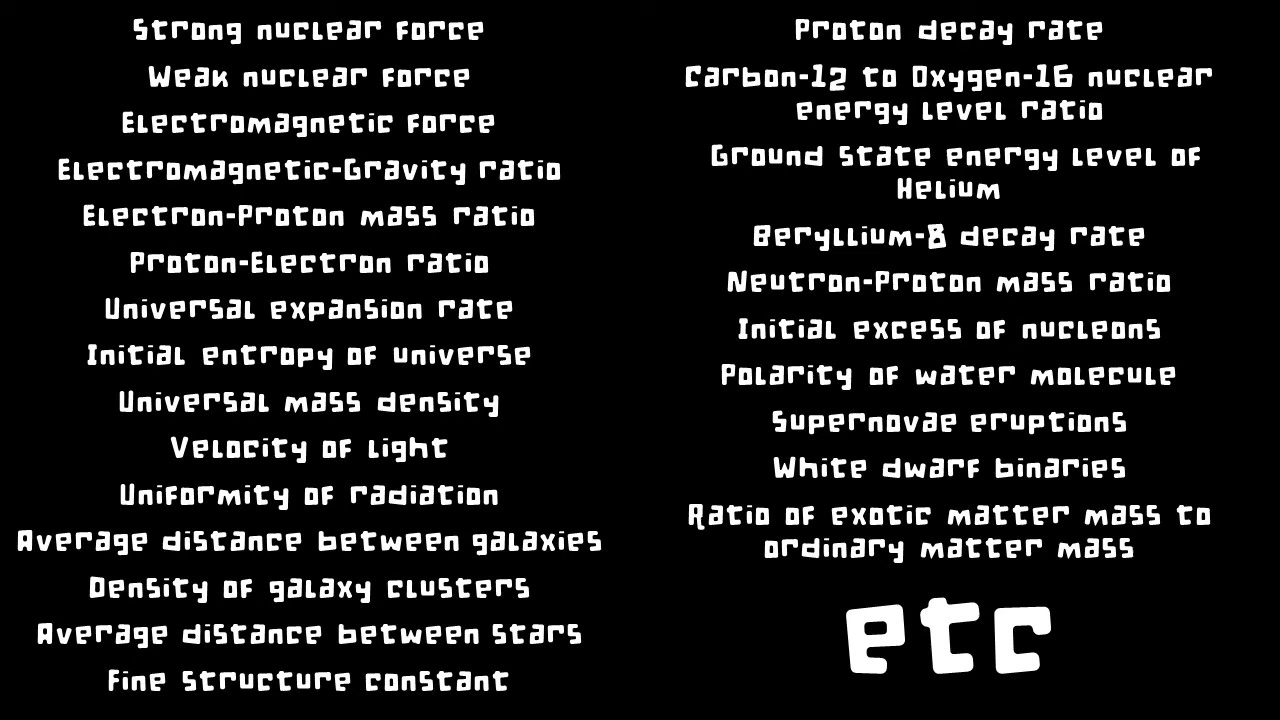 Strong nuclear force
Weak nuclear force
Electromagnetic force
Electromagnetic-Gravity ratio
Electron-Proton mass ratio
Proton-Electron ratio
Universal expansion rate
Initial entropy of universe
Universal mass density
Velocity of light
Uniformity of radiation
Average distance between galaxies
Density of galaxy clusters
Average distance between stars
Fine structure constant
Proton decay rate
Carbon-12 to Oxygen-16 nuclear
energy level ratio
Ground state energy level of
Helium
Beryllium-8 decay rate
Neutron-Proton mass ratio
Initial excess of nucleons
Polarity of water molecule
Supernovae eruptions
White dwarf binaries
Ratio of exotic matter mass to
ordinary matter mass
etc